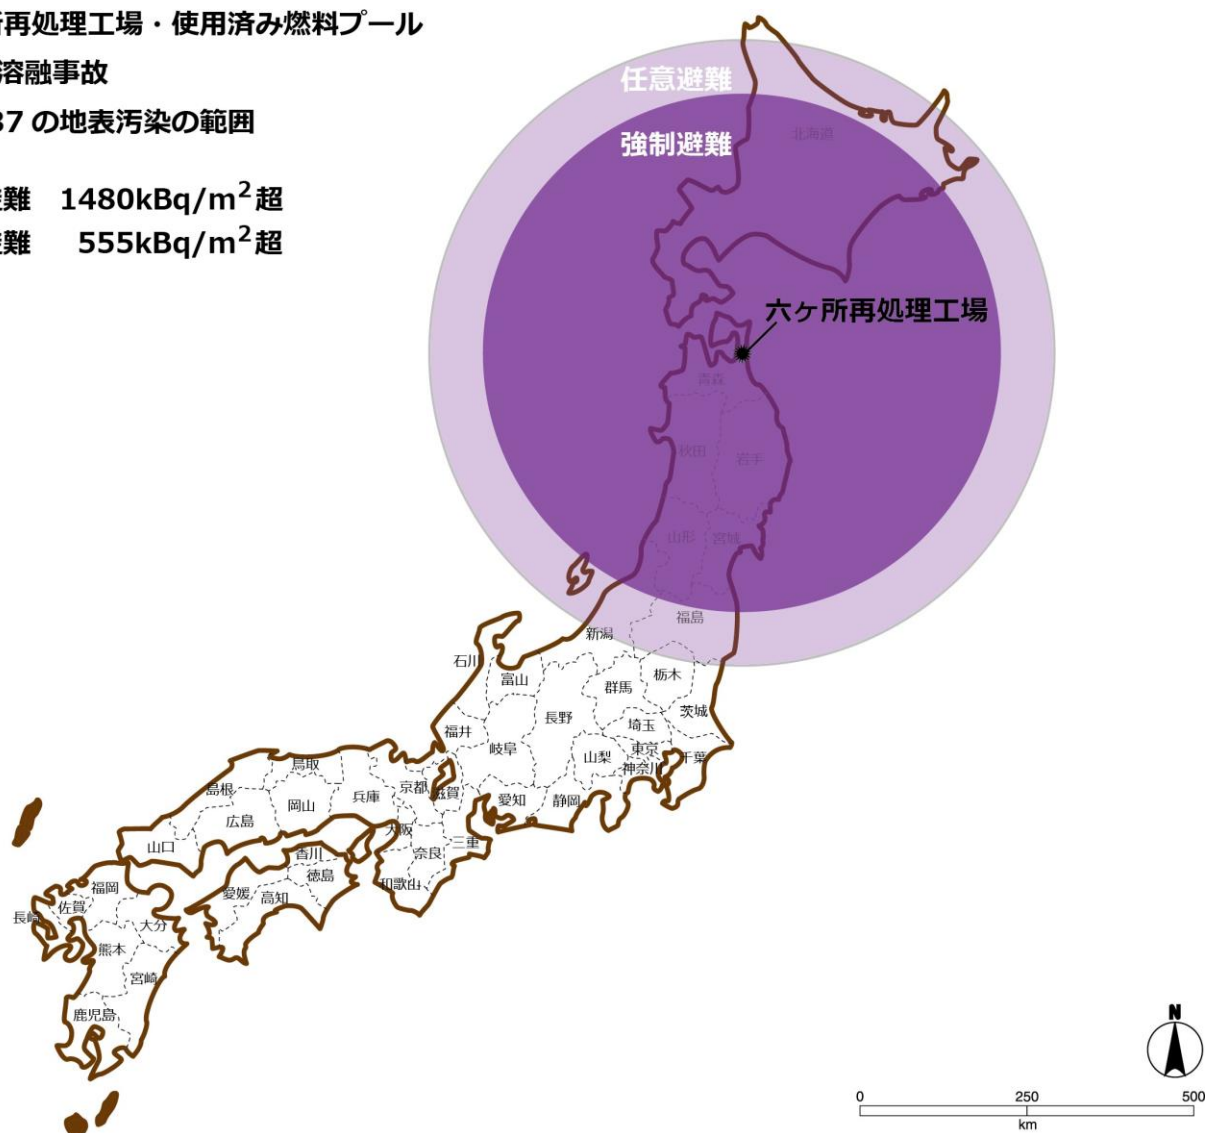 所再処理工場・使用済み燃料プール
溶融事故
37 の地表汚染の範囲
難 1480kBq/m²超
難 555kBq/m²超
任意避難
強制避難
北海道
六ヶ所再処理工場
青森
秋田
岩手
山形
宮城
福島
新潟
石川
富山
群馬
栃木
茨城
長野
埼玉
福井
岐阜
山梨
東京
千葉
神奈川
鳥取
島根
京都
滋賀
兵庫
岡山
愛知
静岡
広島
大阪
三重
山口
奈良
香川
徳島
和歌山
福岡
愛媛
高知
佐賀
長崎
大分
熊本
宮崎
鹿児島
N
0 250 500
km